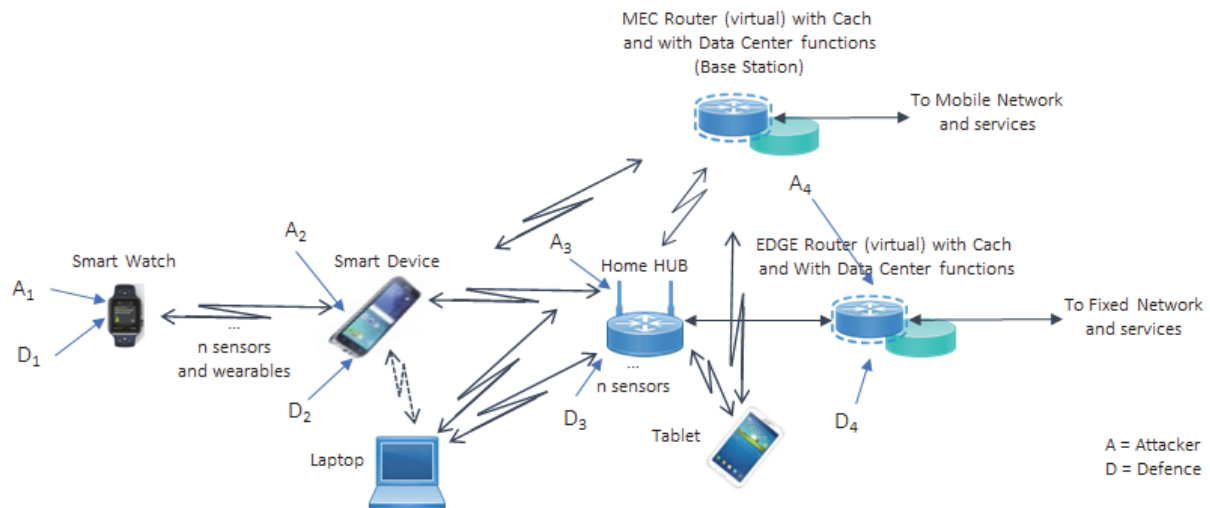 MEC Router (virtual) with Cach
and with Data Center functions
(Base Station)
To Mobile Network
and services
A4
A2
A3
EDGE Router (virtual) with Cach
and With Data Center functions
Smart Watch
Smart Device
Home HUB
A1
To Fixed Network
and services
...
n sensors
and wearables
D1
...
n sensors
D2
D3
D4
Tablet
Laptop
A = Attacker
D = Defence